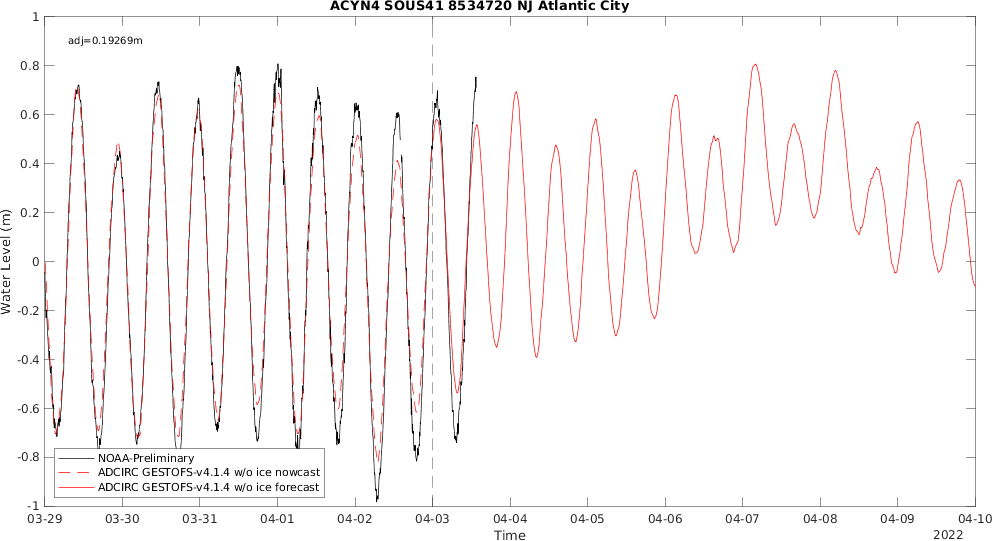 ACYN4 SOUS41 8534720 NJ Atlantic City
adj=0.19269m
1
0.8
0.6
0.4
0.2
0
-0.2
-0.4
-0.6
-0.8
-1
Water Level (m)
NOAA-Preliminary
ADCIRC GESTOFS-v4.1.4 w/o ice nowcast
ADCIRC GESTOFS-v4.1.4 w/o ice forecast
03-29 03-30 03-31 04-01 04-02 04-03 04-04 04-05 04-06 04-07 04-08 04-09 04-10
Time
2022